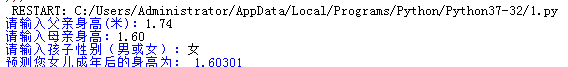 RESTART: C:/Users/Administrator/AppData/Local/Programs/Python/Python37-32/1.py
请输入父亲身高(米): 1.74
请输入母亲身高: 1.60
请输入孩子性别（男或女）: 女
预测您女儿成年后的身高为:  1.60301